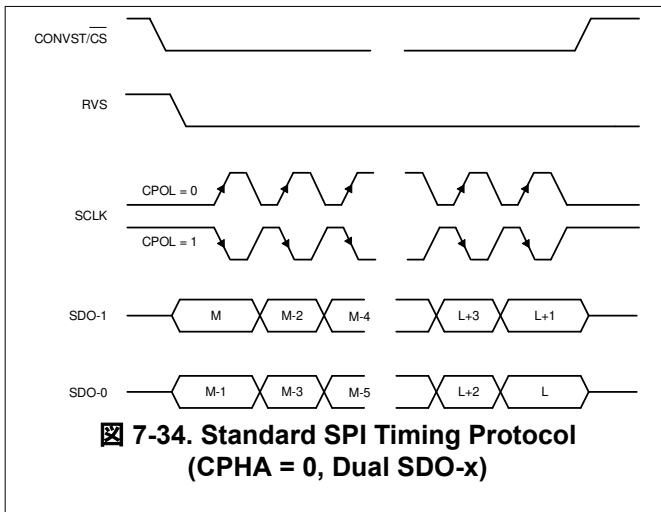 CONVST/CS
RVS
CPOL = 0
SCLK
CPOL = 1
SDO-1 M M-2 M-4 L+3 L+1
SDO-0 M-1 M-3 M-5 L+2 L
図 7-34. Standard SPI Timing Protocol
(CPHA = 0, Dual SDO-x)